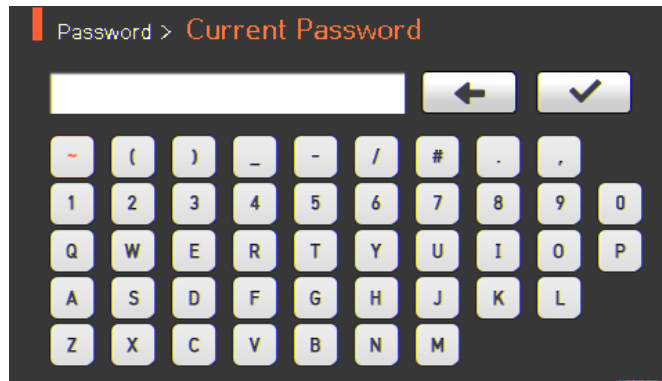 Password > Current Password
~ ( ) _ - / # . ,
1 2 3 4 5 6 7 8 9 0
Q W E R T Y U I O P
A S D F G H J K L
Z X C V B N M